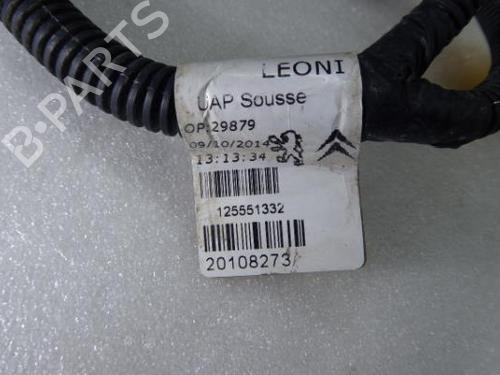 LEONI
UAP Sousse
OP:29879
09/10/2014
13:13:34
125551332
20108273
B-PARTS